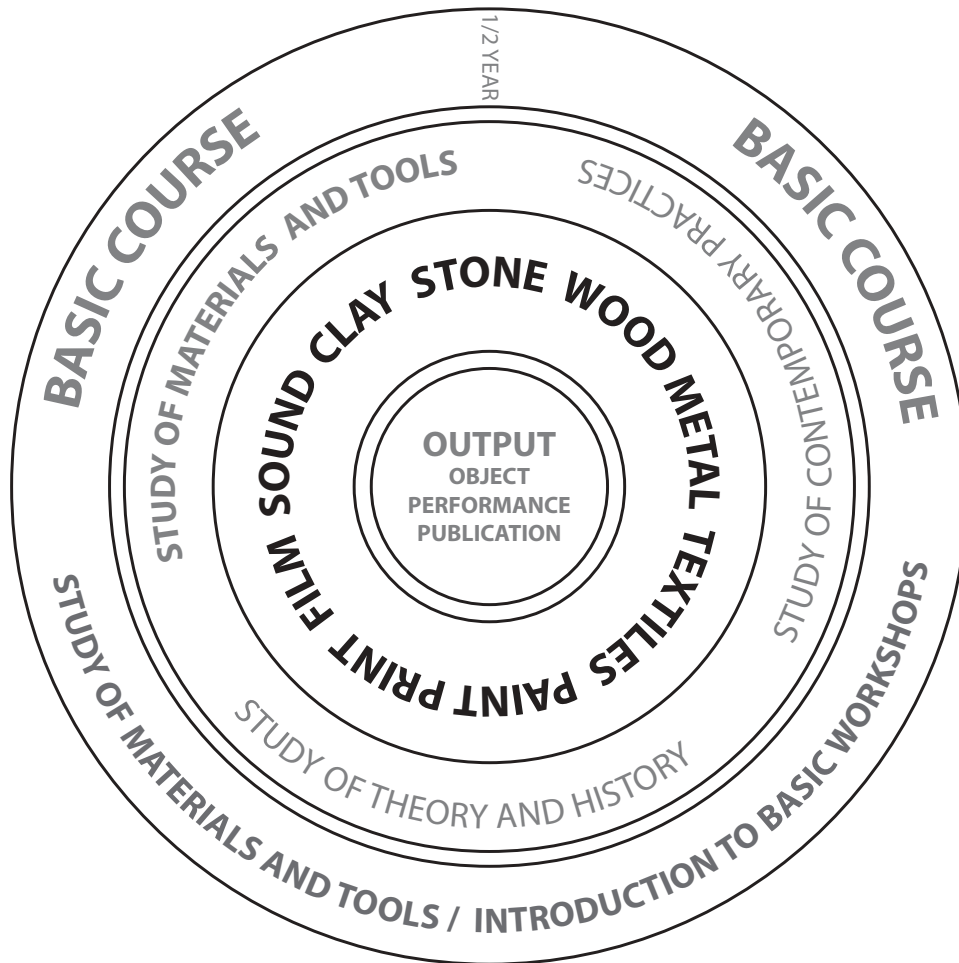 1/2 YEAR
BASIC COURSE
BASIC COURSE
STUDY OF MATERIALS AND TOOLS / INTRODUCTION TO BASIC WORKSHOPS
STUDY OF MATERIALS AND TOOLS
STUDY OF CONTEMPORARY PRACTICES
STUDY OF THEORY AND HISTORY
CLAY STONE WOOD METAL TEXTILES PAINT PRINT FILM SOUND
OUTPUT
OBJECT
PERFORMANCE
PUBLICATION